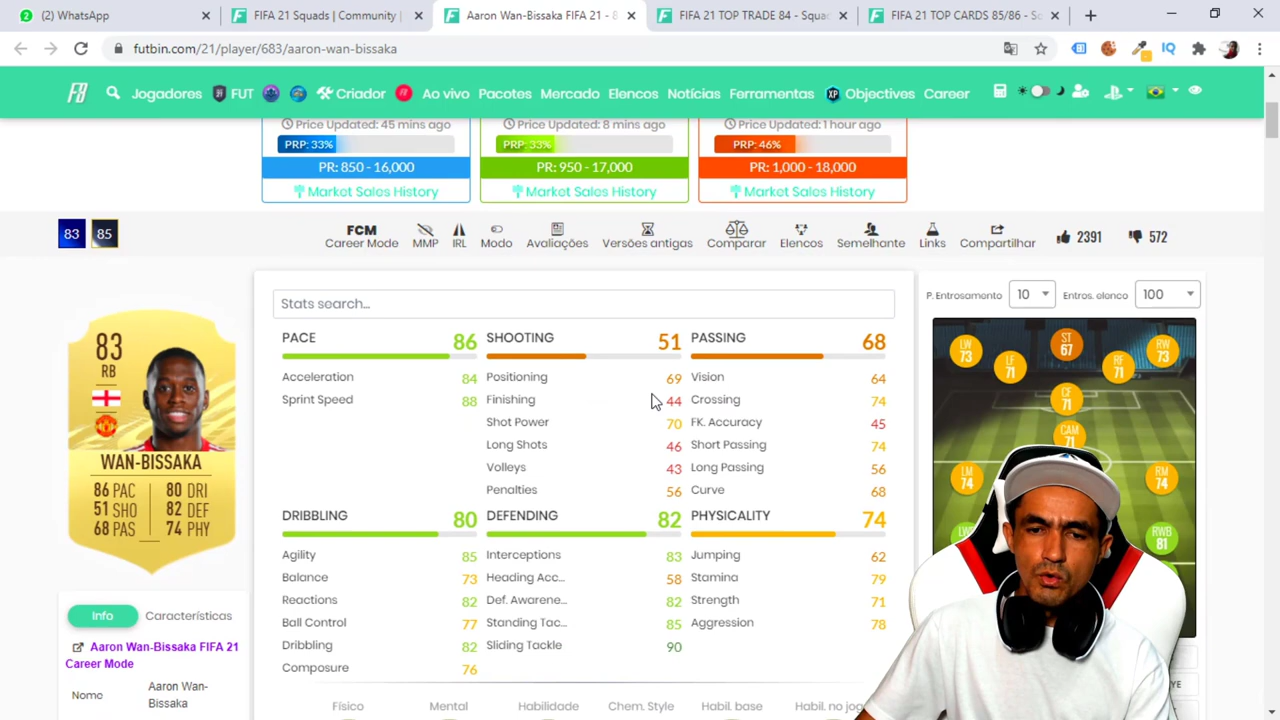 2 (2) WhatsApp × FIFA 21 Squads | Community | × Aaron Wan-Bissaka FIFA 21 - 8 × FIFA 21 TOP TRADE 84 - Squa × FIFA 21 TOP CARDS 85/86 - S ×
futbin.com/21/player/683/aaron-wan-bissaka IQ
F8 Jogadores FUT Criador Ao vivo Pacotes Mercado Elencos Notícias Ferramentas XP Objectives Career
Price Updated: 45 mins ago Price Updated: 8 mins ago Price Updated: 1 hour ago
PRP: 33% PRP: 33% PRP: 46%
PR: 850 - 16,000 PR: 950 - 17,000 PR: 1,000 - 18,000
Market Sales History Market Sales History Market Sales History
83 85 FCM
Career Mode MMP IRL Modo Avaliações Versões antigas Comparar Elencos Semelhante Links Compartilhar 2391 572
Stats search...
P. Entrosamento 10 Entros. elenco 100
PACE 86 SHOOTING 51 PASSING 68
Acceleration 84 Positioning 69 Vision 64
Sprint Speed 88 Finishing 44 Crossing 74
Shot Power 70 FK. Accuracy 45
Long Shots 46 Short Passing 74
Volleys 43 Long Passing 56
Penalties 56 Curve 68
DRIBBLING 80 DEFENDING 82 PHYSICALITY 74
Agility 85 Interceptions 83 Jumping 62
Balance 73 Heading Acc... 58 Stamina 79
Reactions 82 Def. Awarene... 82 Strength 71
Ball Control 77 Standing Tac... 85 Aggression 78
Dribbling 82 Sliding Tackle 90
Composure 76
Físico Mental Habilidade Chem. Style Habil. base Habil. no jog
83
RB
WAN-BISSAKA
86 PAC 80 DRI
51 SHO 82 DEF
68 PAS 74 PHY
Info Características
Aaron Wan-Bissaka FIFA 21
Career Mode
Nome Aaron Wan-
Bissaka
LW 73 ST 67 RW 73
LF 71 RF 71
CF 71
CAM 71
LM 74 RM 74
RWB 81
YE